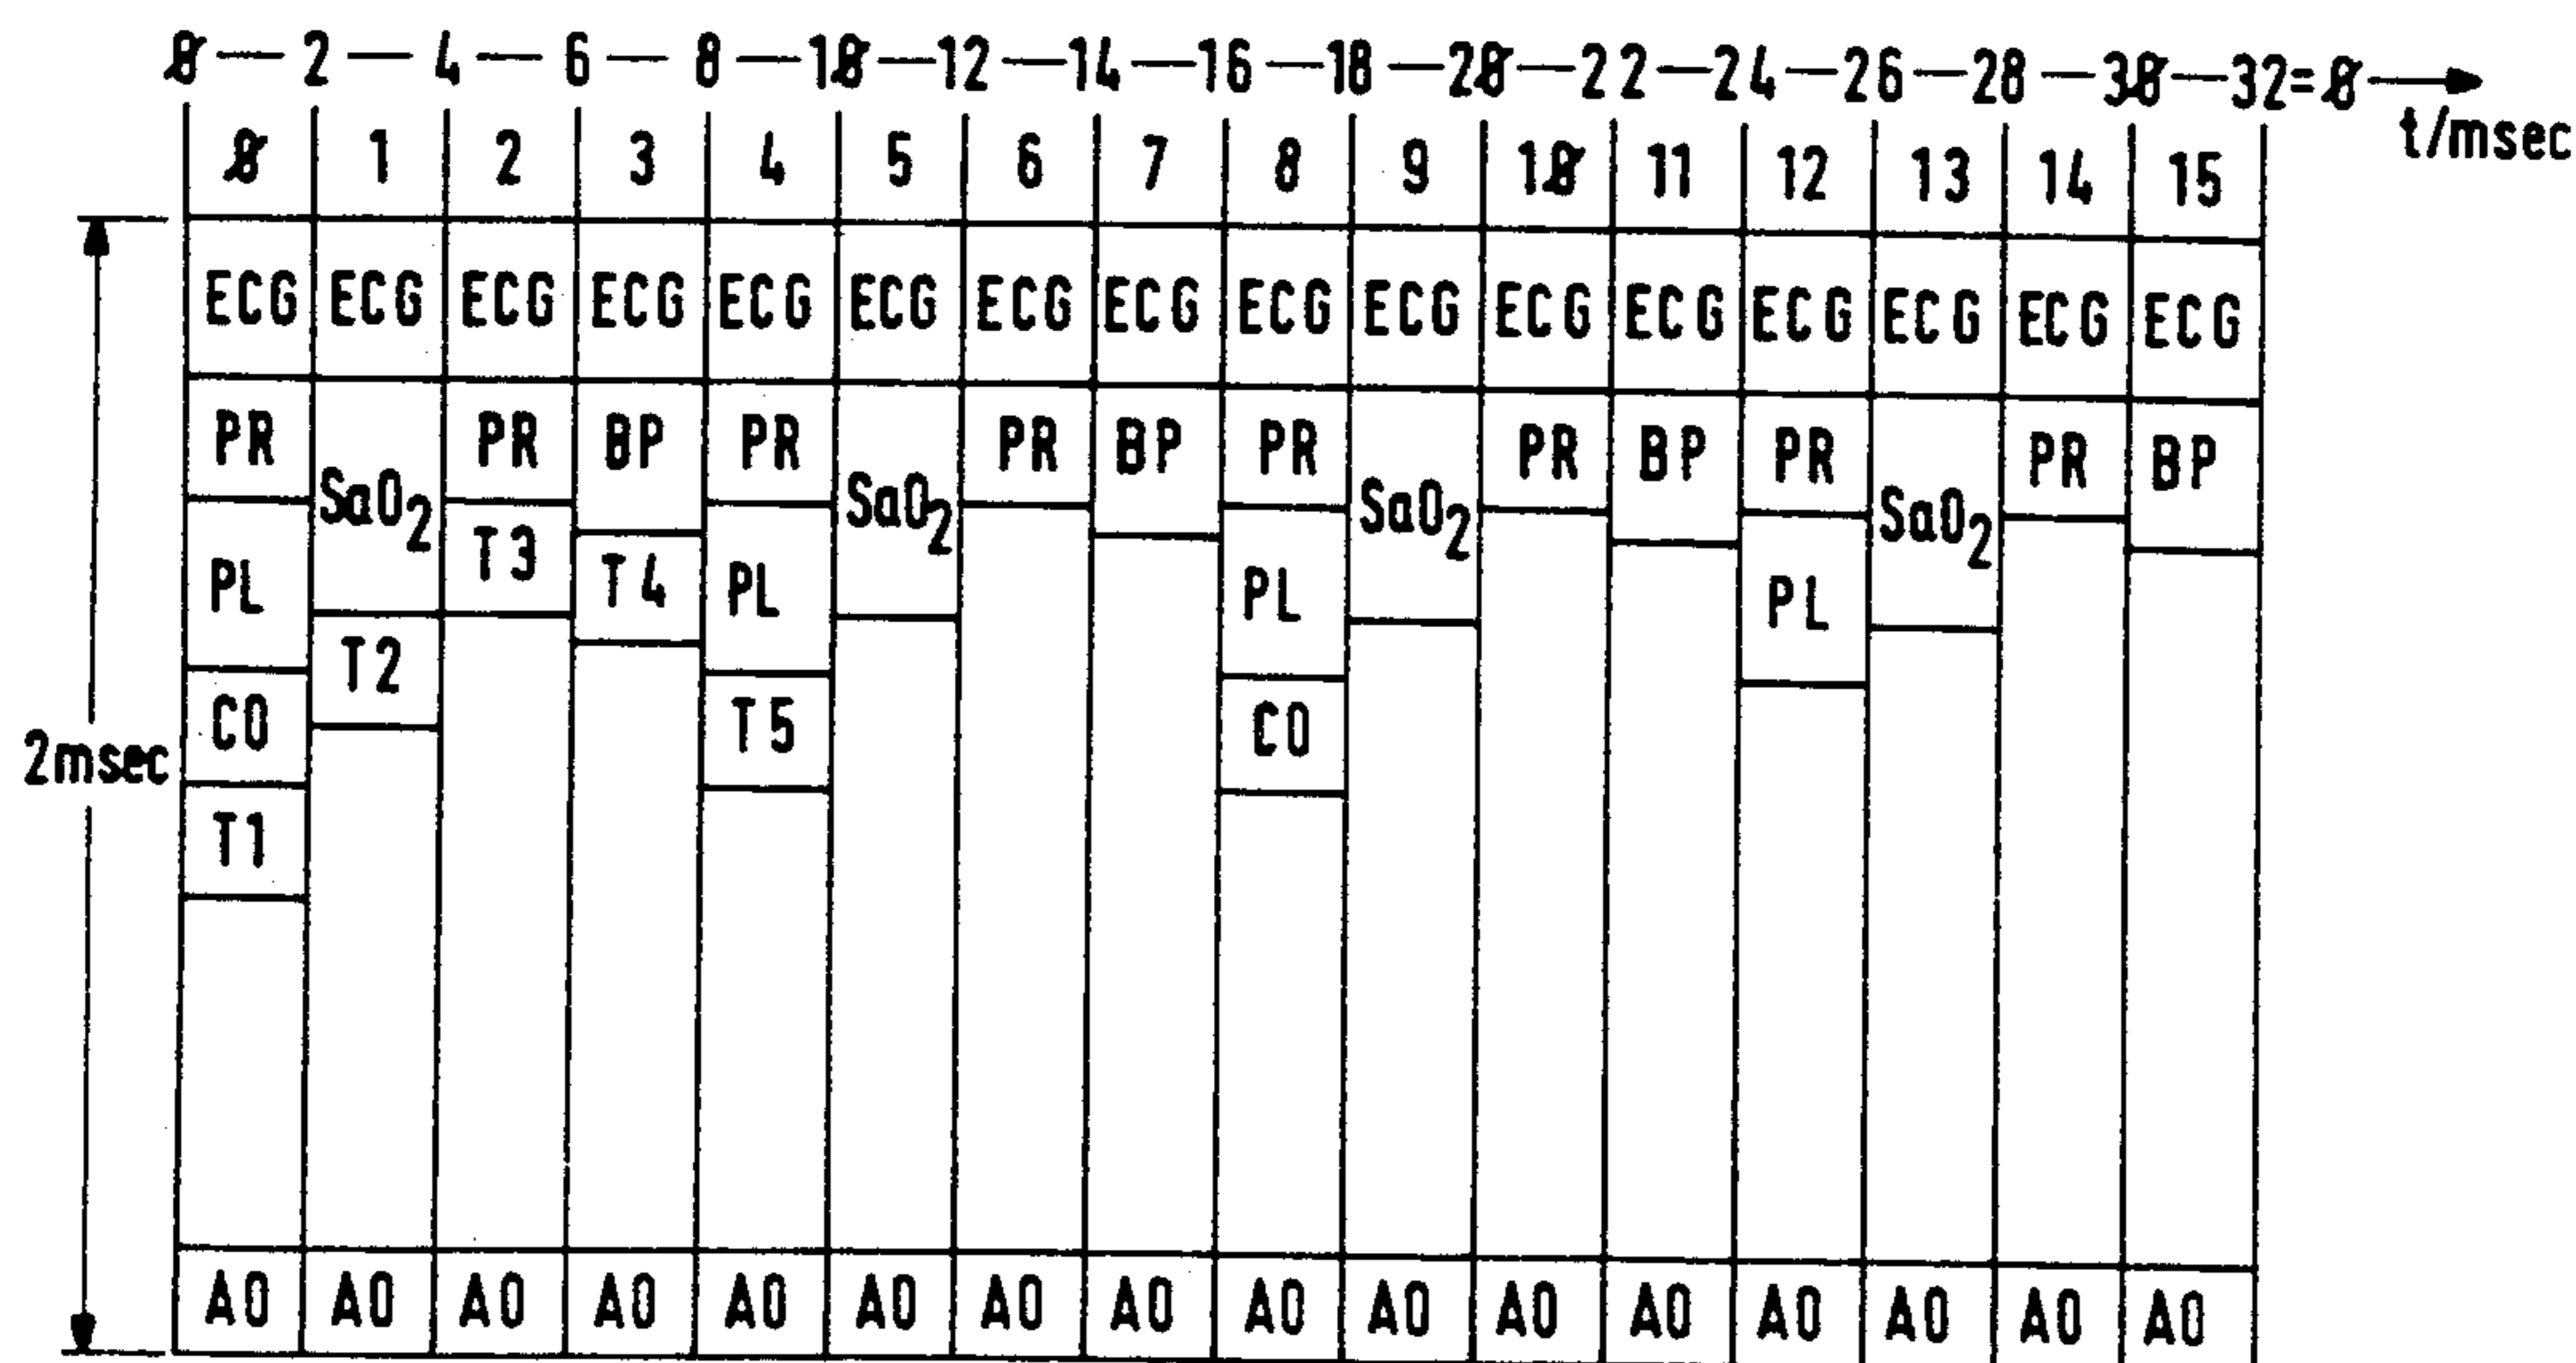 0—2—4—6—8—10—12—14—16—18—20—22—24—26—28—30—32=0
t/msec
0 1 2 3 4 5 6 7 8 9 10 11 12 13 14 15
ECG ECG ECG ECG ECG ECG ECG ECG ECG ECG ECG ECG ECG ECG ECG ECG
PR SaO2 PR BP PR SaO2 PR BP PR SaO2 PR BP PR SaO2 PR BP
PL T2 T3 T4 PL PL PL
CO T5 CO
T1
2msec
AO AO AO AO AO AO AO AO AO AO AO AO AO AO AO AO